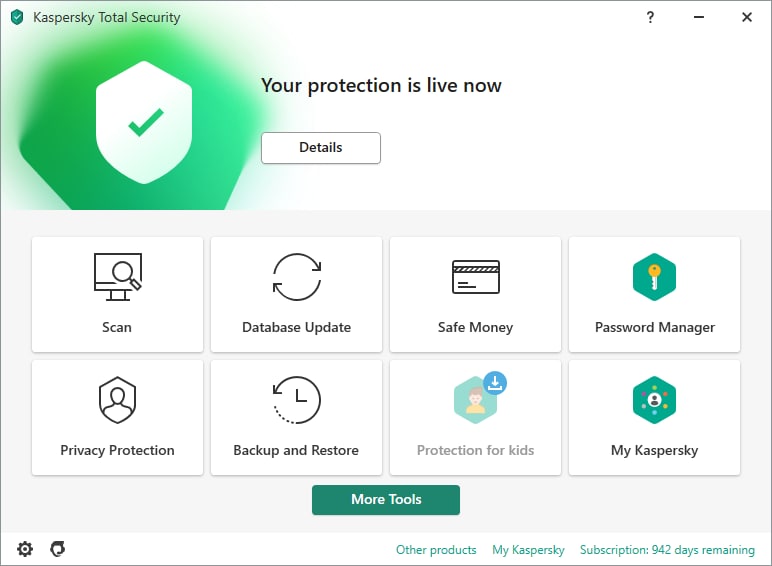 Kaspersky Total Security
?
Your protection is live now
Details
Scan
Database Update
Safe Money
Password Manager
Privacy Protection
Backup and Restore
Protection for kids
My Kaspersky
More Tools
Other products
My Kaspersky
Subscription: 942 days remaining